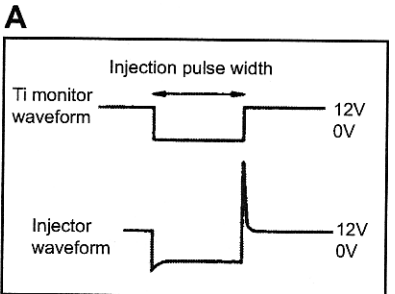 A
Injection pulse width
Ti monitor
waveform
12V
0V
Injector
waveform
12V
0V